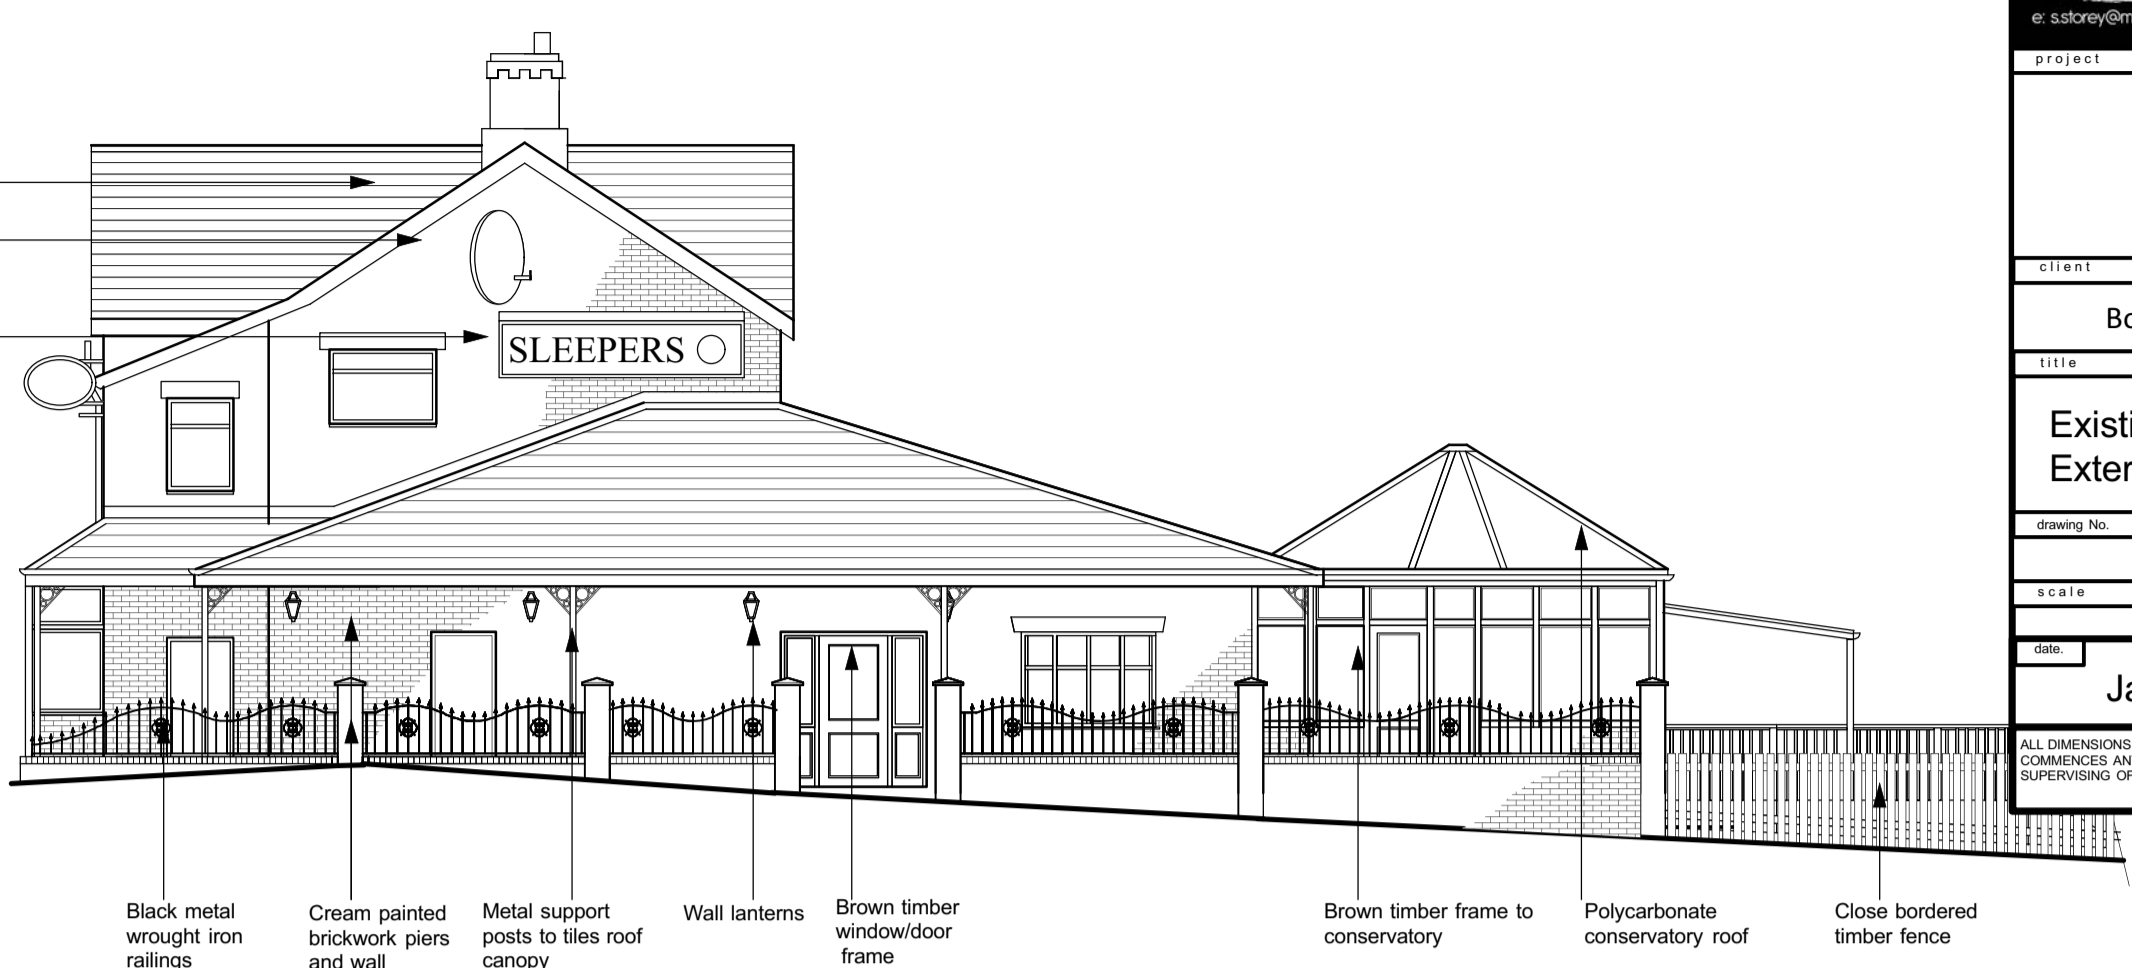 e: s.storey@m
project
client
Bo
title
Existi
Exter
drawing No.
scale
date.
Ja
ALL DIMENSIONS
COMMENCES AN
SUPERVISING OF
SLEEPERS
Black metal
wrought iron
railings
Cream painted
brickwork piers
and wall
Metal support
posts to tiles roof
canopy
Wall lanterns
Brown timber
window/door
frame
Brown timber frame to
conservatory
Polycarbonate
conservatory roof
Close bordered
timber fence